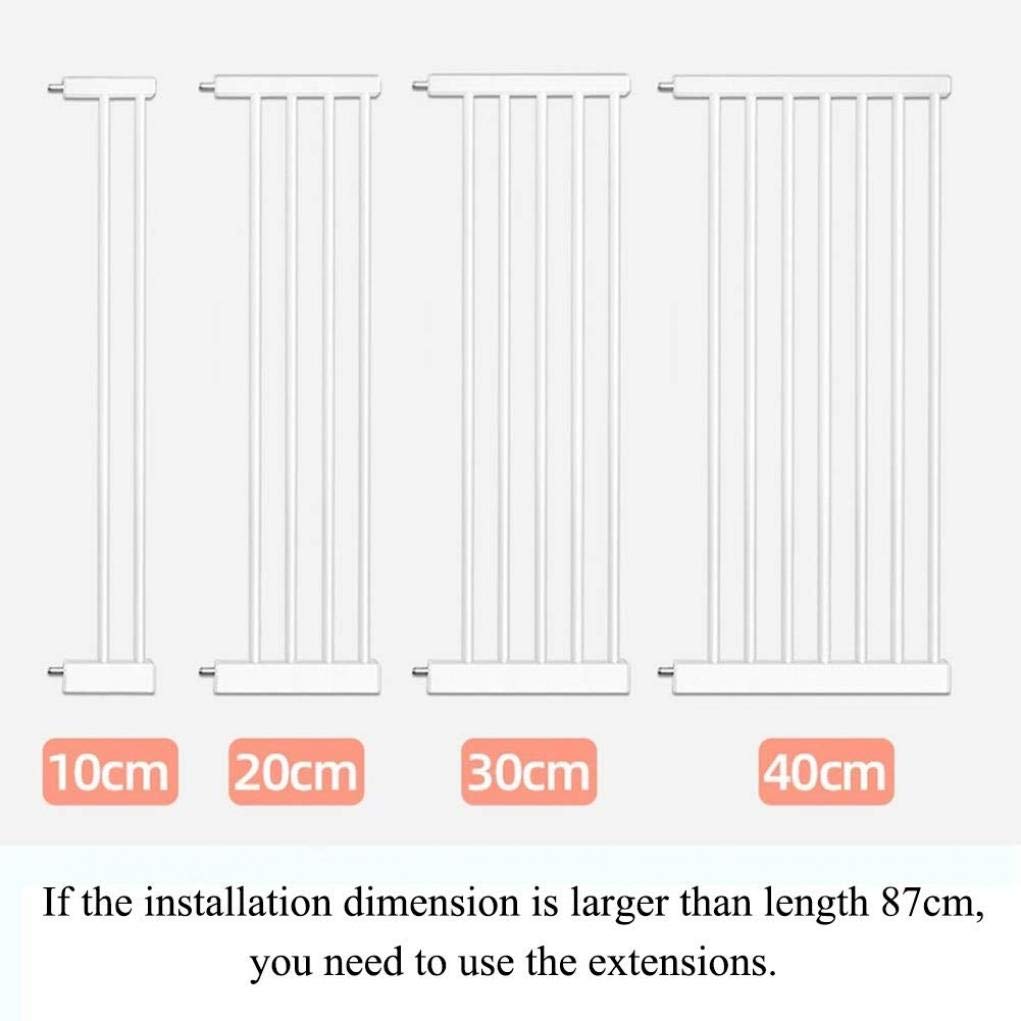 10cm 20cm 30cm 40cm
If the installation dimension is larger than length 87cm,
you need to use the extensions.